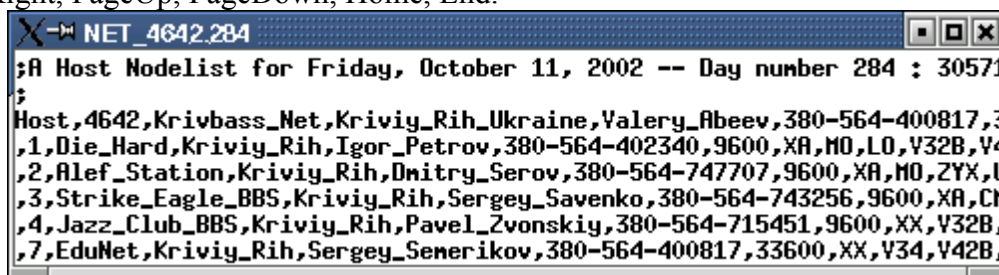 Right, PageUp, PageDown, Home, End.
NET_4642.284
;A Host Nodelist for Friday, October 11, 2002 -- Day number 284 : 30571
;
Host,4642,Krivbass_Net,Kriviy_Rih_Ukraine,Valery_Abeev,380-564-400817,3
,1,Die_Hard,Kriviy_Rih,Igor_Petrov,380-564-402340,9600,XA,MO,LO,V32B,V4
,2,Alef_Station,Kriviy_Rih,Dmitry_Serov,380-564-747707,9600,XA,MO,ZYX,
,3,Strike_Eagle_BBS,Kriviy_Rih,Sergey_Savenko,380-564-743256,9600,XA,
,4,Jazz_Club_BBS,Kriviy_Rih,Pavel_Zvonskiy,380-564-715451,9600,XX,V32B,
,7,EduNet,Kriviy_Rih,Sergey_Semerikov,380-564-400817,33600,XX,V34,V42B,